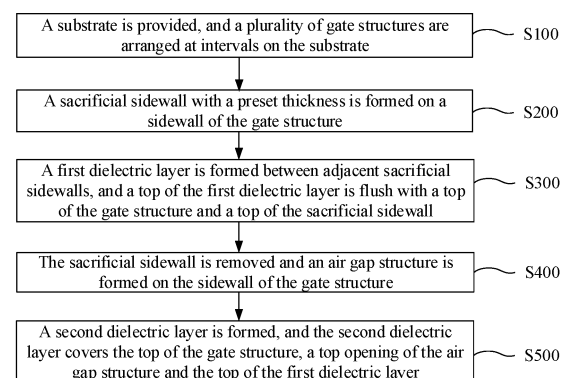 A substrate is provided, and a plurality of gate structures are
arranged at intervals on the substrate
S100
A sacrificial sidewall with a preset thickness is formed on a
sidewall of the gate structure
S200
A first dielectric layer is formed between adjacent sacrificial
sidewalls, and a top of the first dielectric layer is flush with a top
of the gate structure and a top of the sacrificial sidewall
S300
The sacrificial sidewall is removed and an air gap structure is
formed on the sidewall of the gate structure
S400
A second dielectric layer is formed, and the second dielectric
layer covers the top of the gate structure, a top opening of the air
gap structure and the top of the first dielectric layer
S500